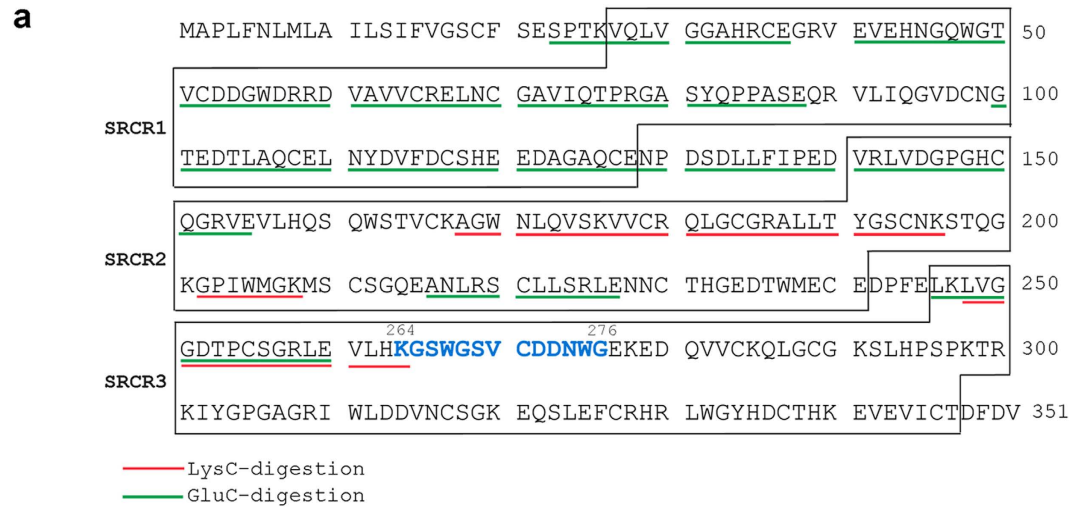 a
MAPLFNLMLA ILSIFVGSCF SESPTKVQLV GGAHRCEGRV EVEHNGQWGT 50
VCDDGWDRRD VAVVCRELNC GAVIQTPRGA SYQPPASEQR VLIQGVDCNG 100
SRCR1
TEDTLAQCEL NYDVFDCSHE EDAGAQCENP DSDLLFIPED VRLVDGPGHC 150
QGRVEVLHQS QWSTVCKAGW NLQVSKVVCR QLGCGRALLT YGSCNKSTQG 200
SRCR2
KGPIWMGKMS CSGQEANLRS CLLSRLENNC THGEDTWMEC EDPFELKLVG 250
264 276
GDTPCSGRLE VLHKGSWGSV CDDNWGEKED QVVCKQLGCG KSLHPSPKTR 300
SRCR3
KIYGPGAGRI WLDDVNCSGK EQSLEFCRHR LWGYHDCTHK EVEVICTDFDV 351
LysC-digestion
GluC-digestion